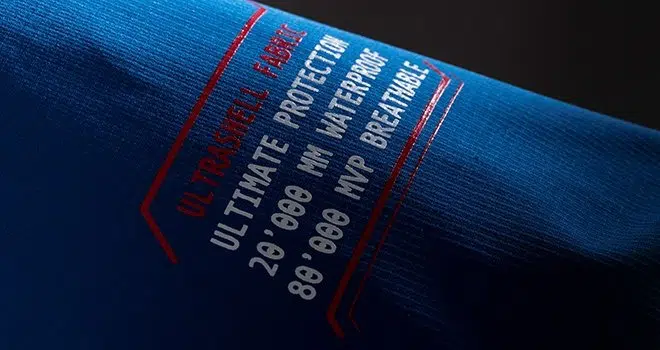 ULTRASHELL FABRIC
ULTIMATE PROTECTION
20'000 MM WATERPROOF
80'000 MVP BREATHABLE